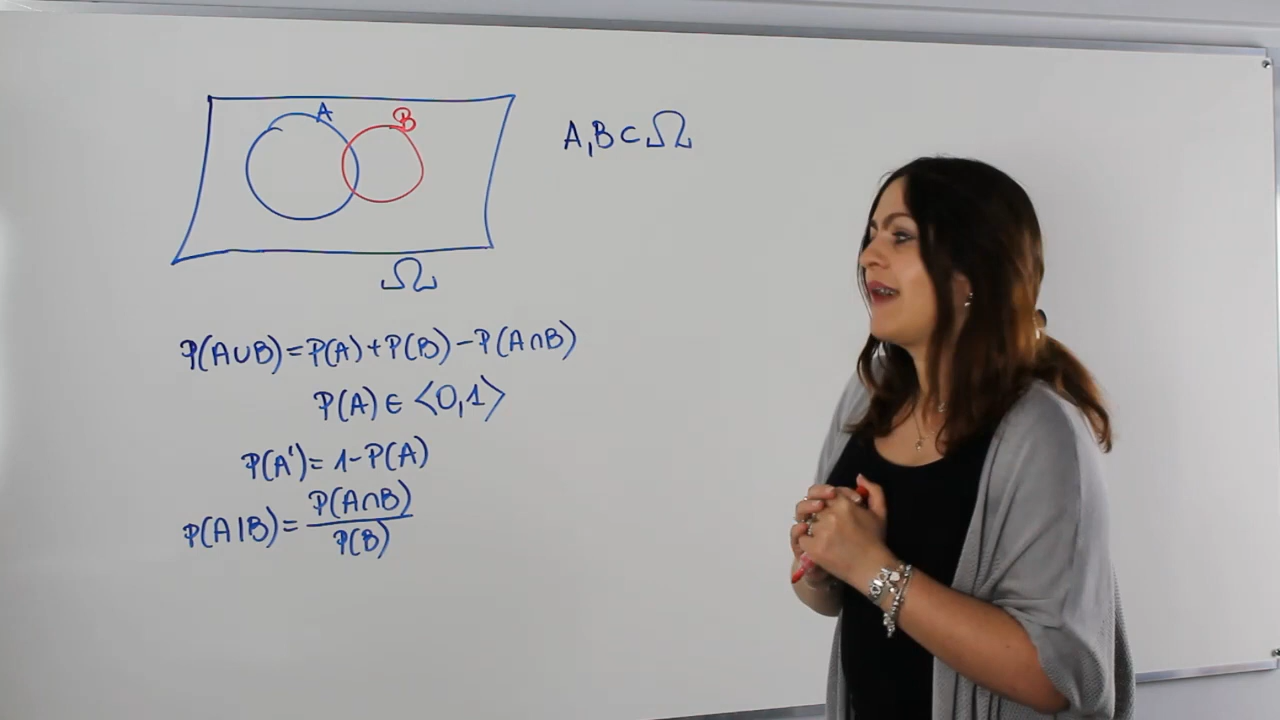 A
B
A,B⊂Ω
Ω
P(A∪B)=P(A)+P(B)-P(A∩B)
P(A)∈<0,1>
P(A')=1-P(A)
P(A|B)=P(A∩B)/P(B)